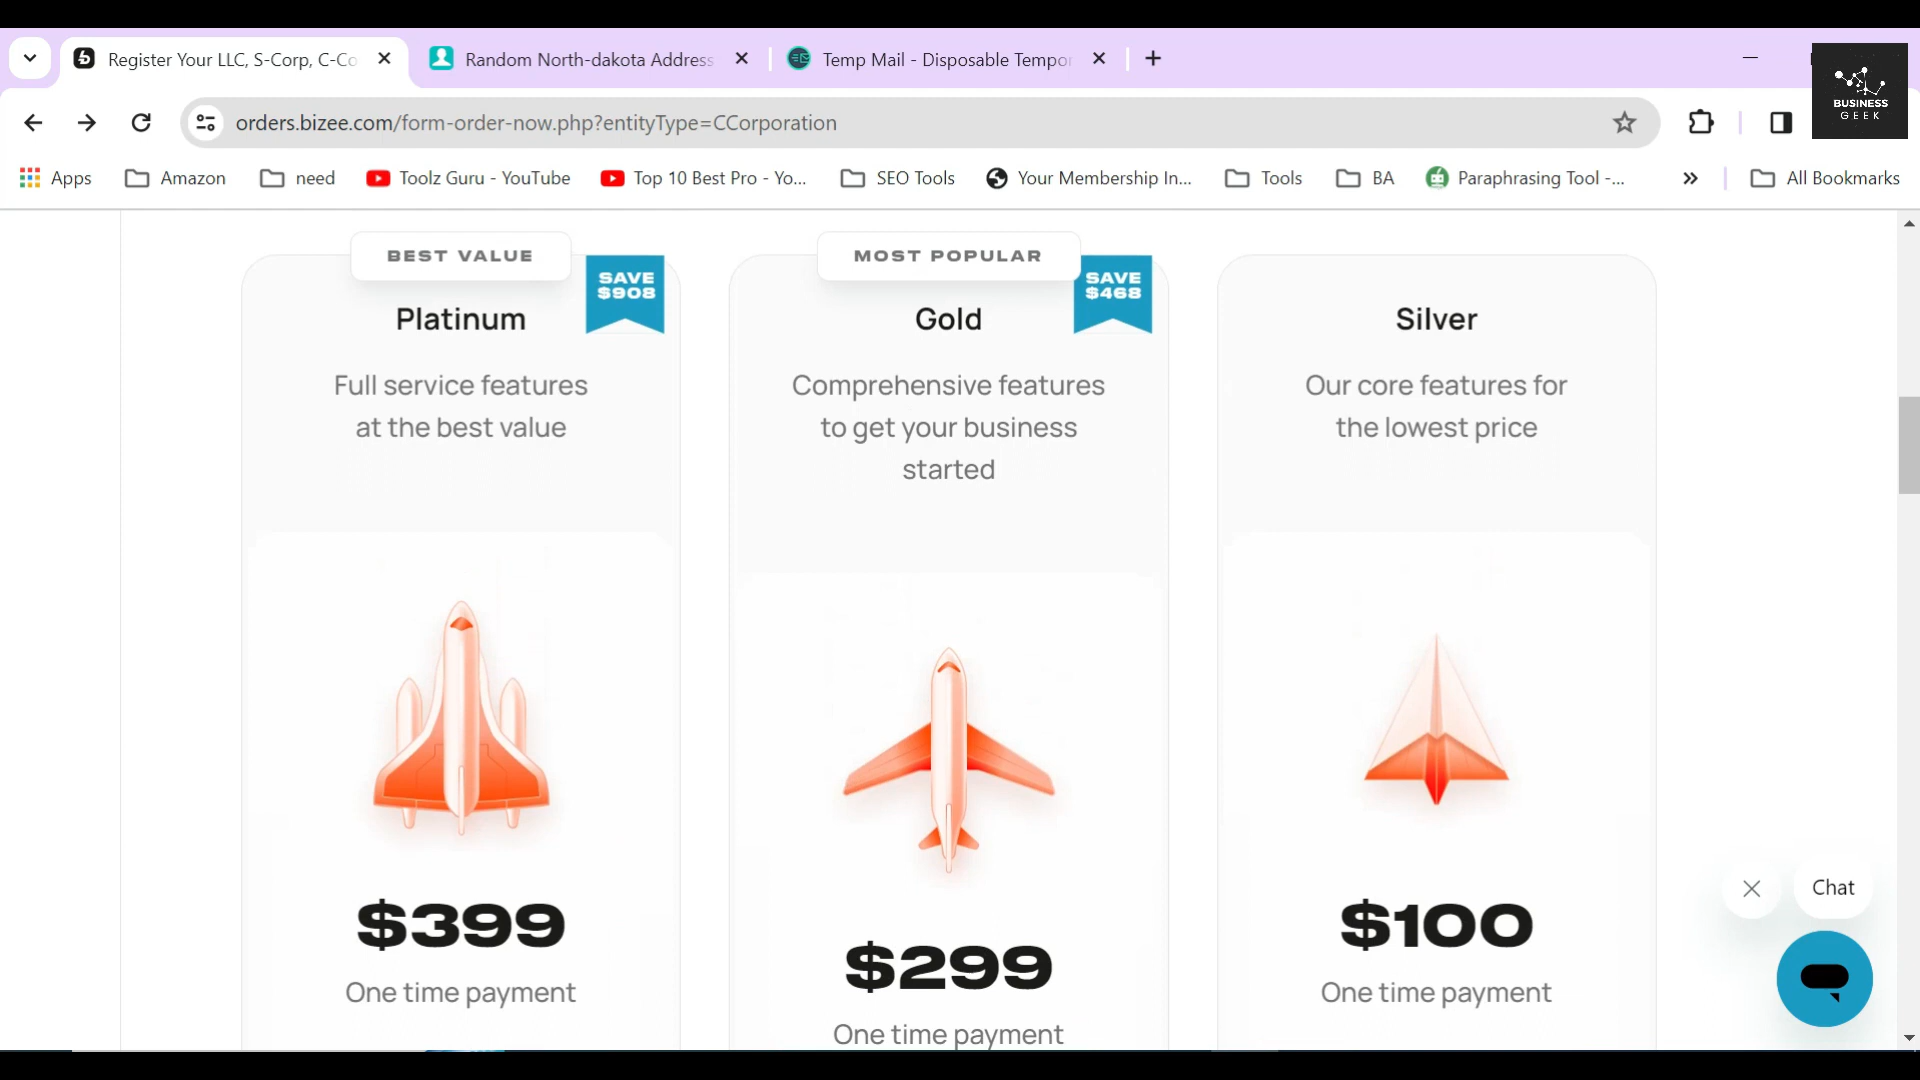 Register Your LLC, S-Corp, C-Co
Random North-dakota Address
Temp Mail - Disposable Tempor
orders.bizee.com/form-order-now.php?entityType=CCorporation
BUSINESS
GEEK
Apps
Amazon
need
Toolz Guru - YouTube
Top 10 Best Pro - Yo...
SEO Tools
Your Membership In...
Tools
BA
Paraphrasing Tool -...
All Bookmarks
BEST VALUE
SAVE
$908
Platinum
Full service features
at the best value
$399
One time payment
MOST POPULAR
SAVE
$468
Gold
Comprehensive features
to get your business
started
$299
One time payment
Silver
Our core features for
the lowest price
$100
One time payment
Chat